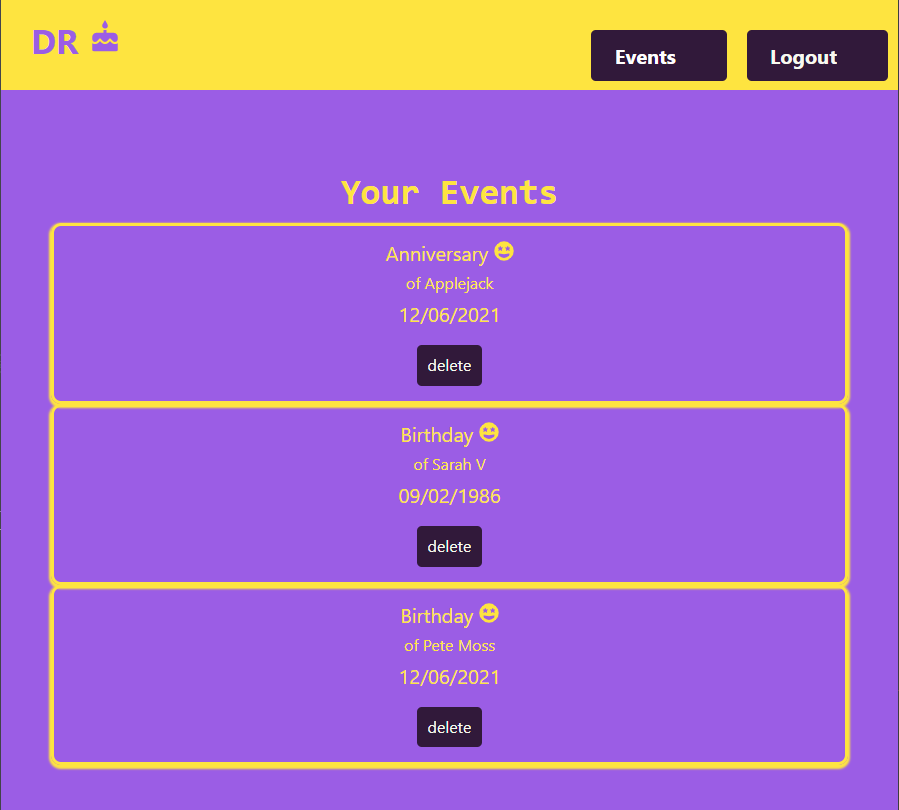 DR
Events
Logout
Your Events
Anniversary
of Applejack
12/06/2021
delete
Birthday
of Sarah V
09/02/1986
delete
Birthday
of Pete Moss
12/06/2021
delete